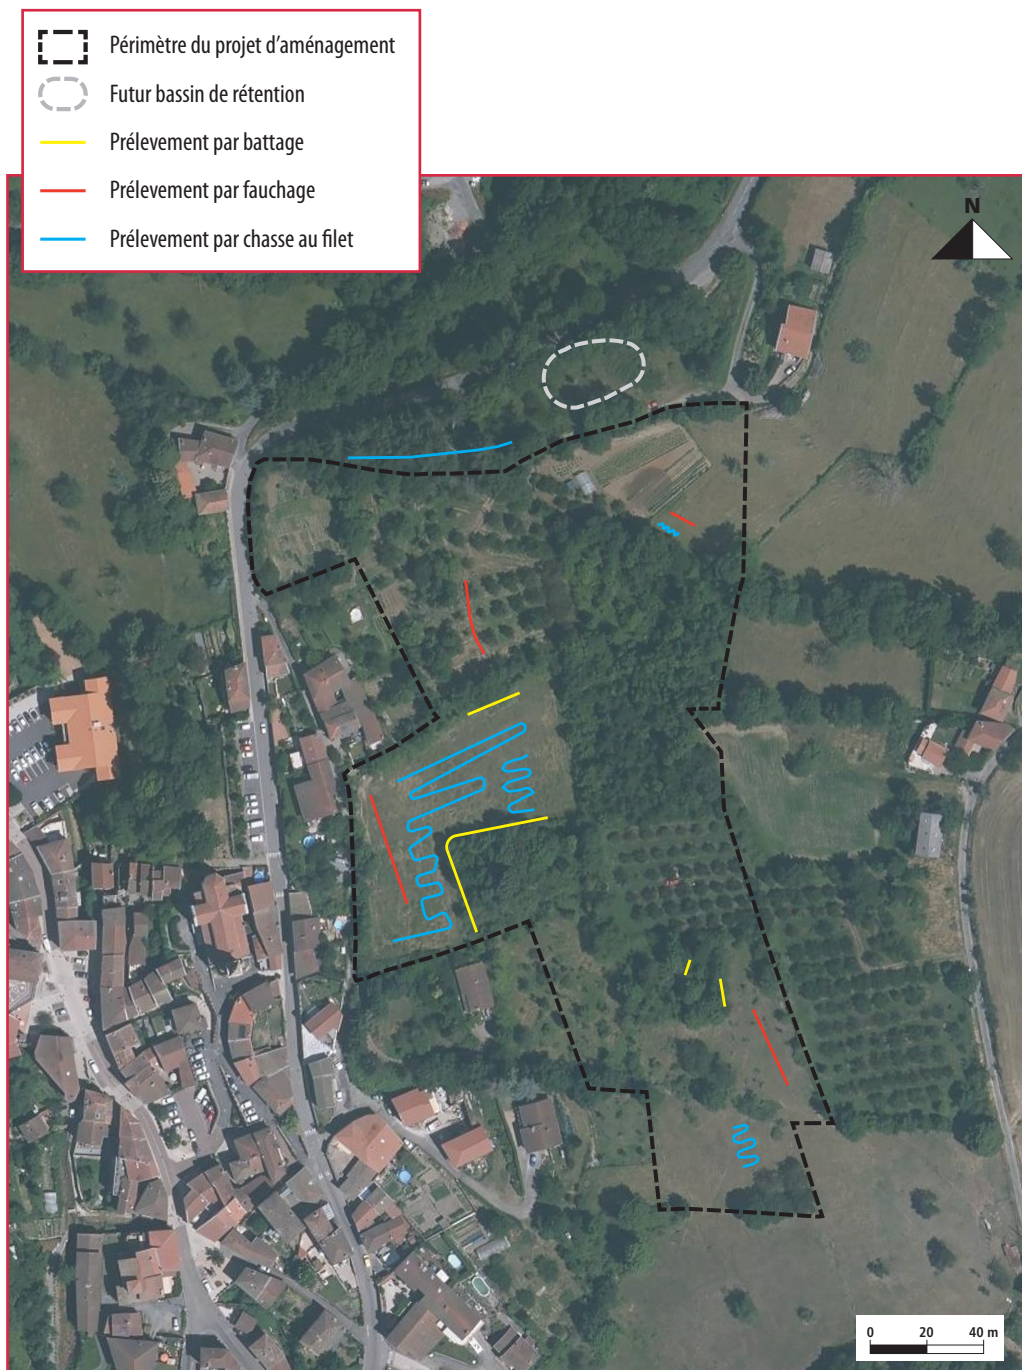 Périmètre du projet d’aménagement
Futur bassin de rétention
Prélevement par battage
Prélevement par fauchage
Prélevement par chasse au filet
N
0 20 40 m